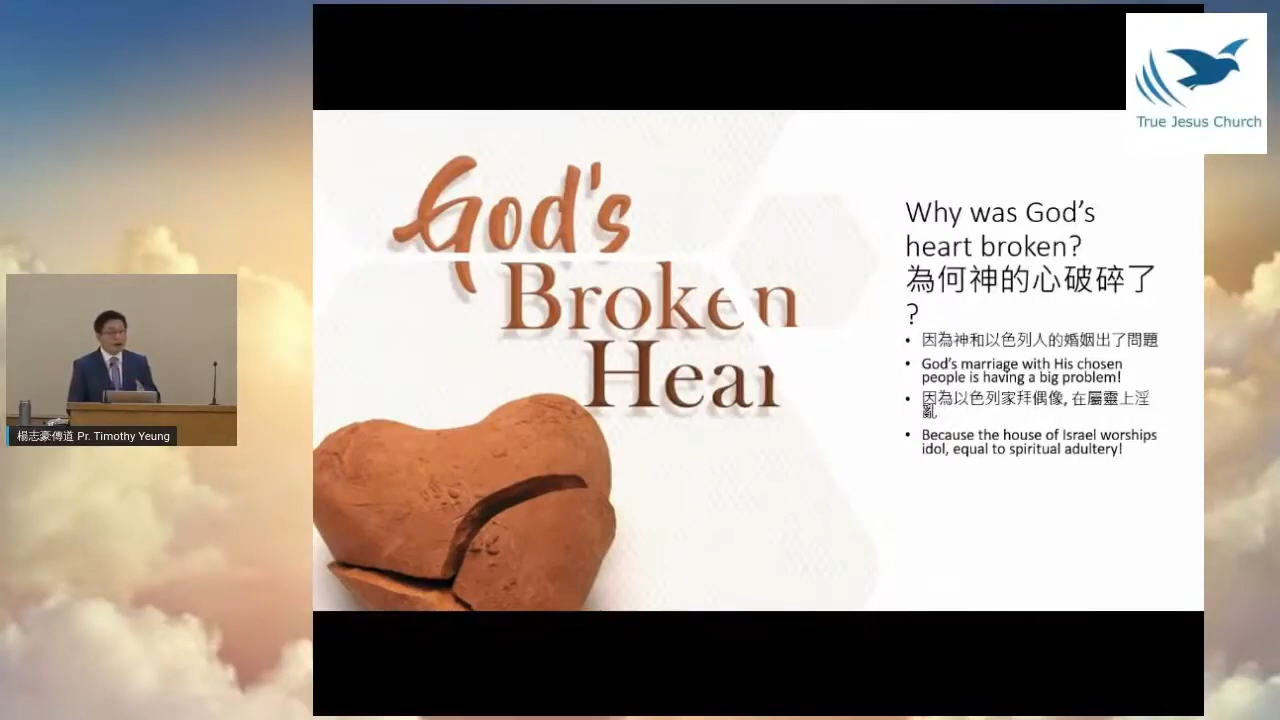 True Jesus Church
God's
Broken
Hear
Why was God's
heart broken?
為何神的心破碎了
?
• 因為神和以色列人的婚姻出了問題
• God's marriage with His chosen
people is having a big problem!
• 因為以色列家拜偶像, 在屬靈上淫
亂
• Because the house of Israel worships
idol, equal to spiritual adultery!
楊志豪傳道 Pr. Timothy Yeung